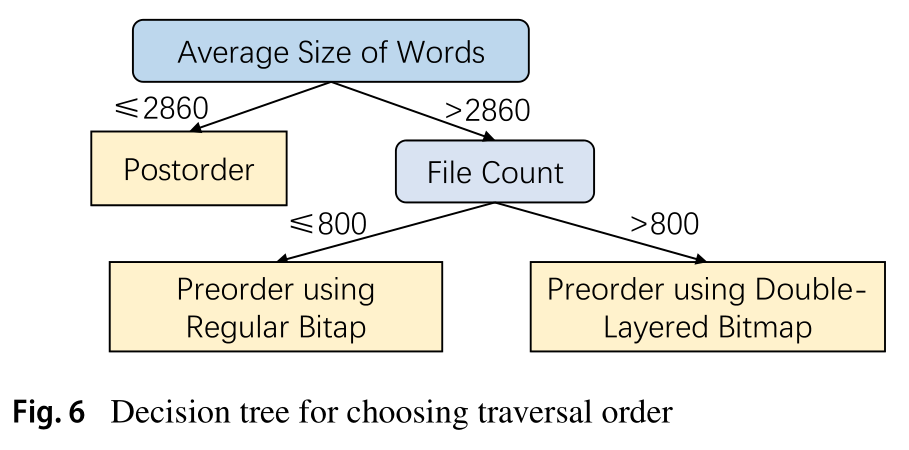 Average Size of Words
≤2860
>2860
Postorder
File Count
≤800
>800
Preorder using
Regular Bitap
Preorder using Double-
Layered Bitmap
Fig. 6 Decision tree for choosing traversal order